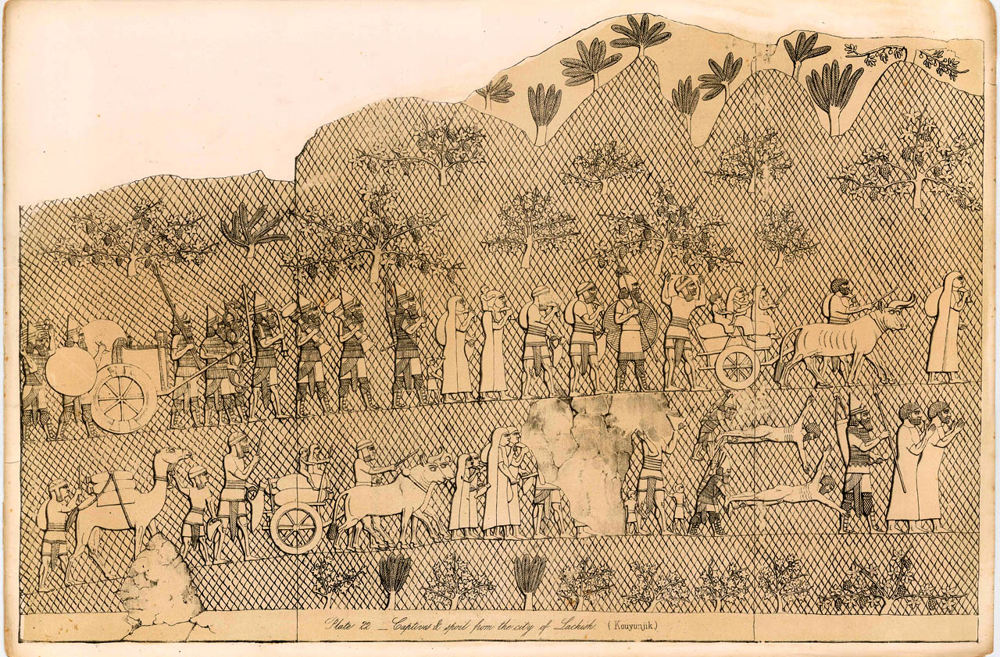 Plate 22 _ Captives & spoil from the city of Lachish. (Kouyunjik.)